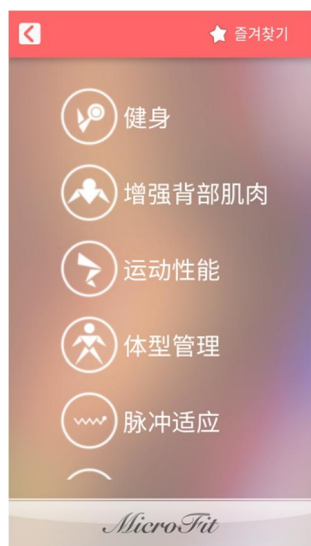 즐겨찾기
健身
增强背部肌肉
运动性能
体型管理
脉冲适应
MicroFit